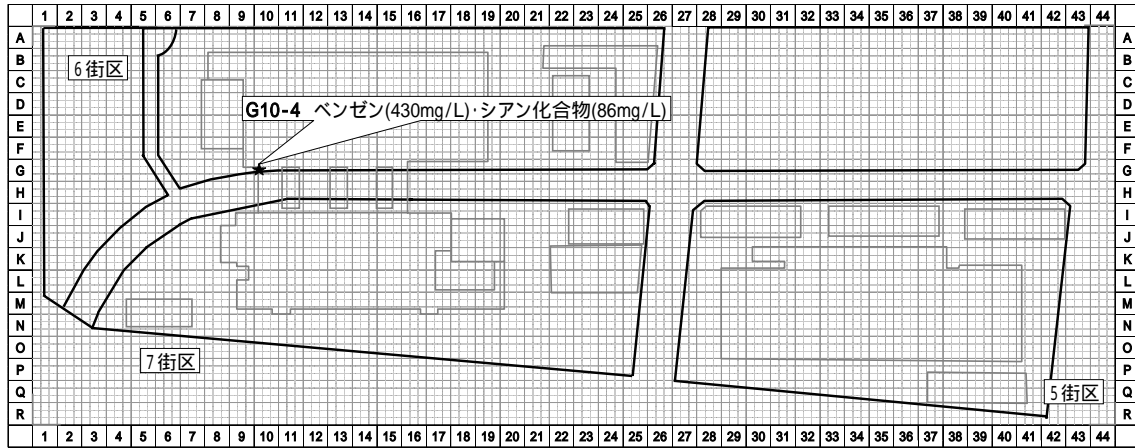 1 2 3 4 5 6 7 8 9 10 11 12 13 14 15 16 17 18 19 20 21 22 23 24 25 26 27 28 29 30 31 32 33 34 35 36 37 38 39 40 41 42 43 44
A A
B B
6街区
C C
D D
G10-4 ベンゼン(430mg/L)・シアン化合物(86mg/L)
E E
F F
G G
H H
I I
J J
K K
L L
M M
N N
O O
7街区
P P
Q Q
5街区
R R
1 2 3 4 5 6 7 8 9 10 11 12 13 14 15 16 17 18 19 20 21 22 23 24 25 26 27 28 29 30 31 32 33 34 35 36 37 38 39 40 41 42 43 44